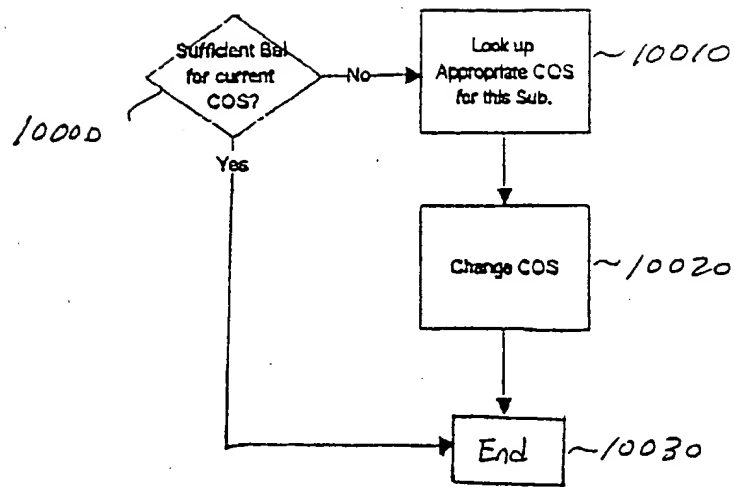 Sufficient Bal
for current
COS?
10000
No
Yes
Look up
Appropriate COS
for this Sub.
~10010
Change COS
~10020
End
~10030